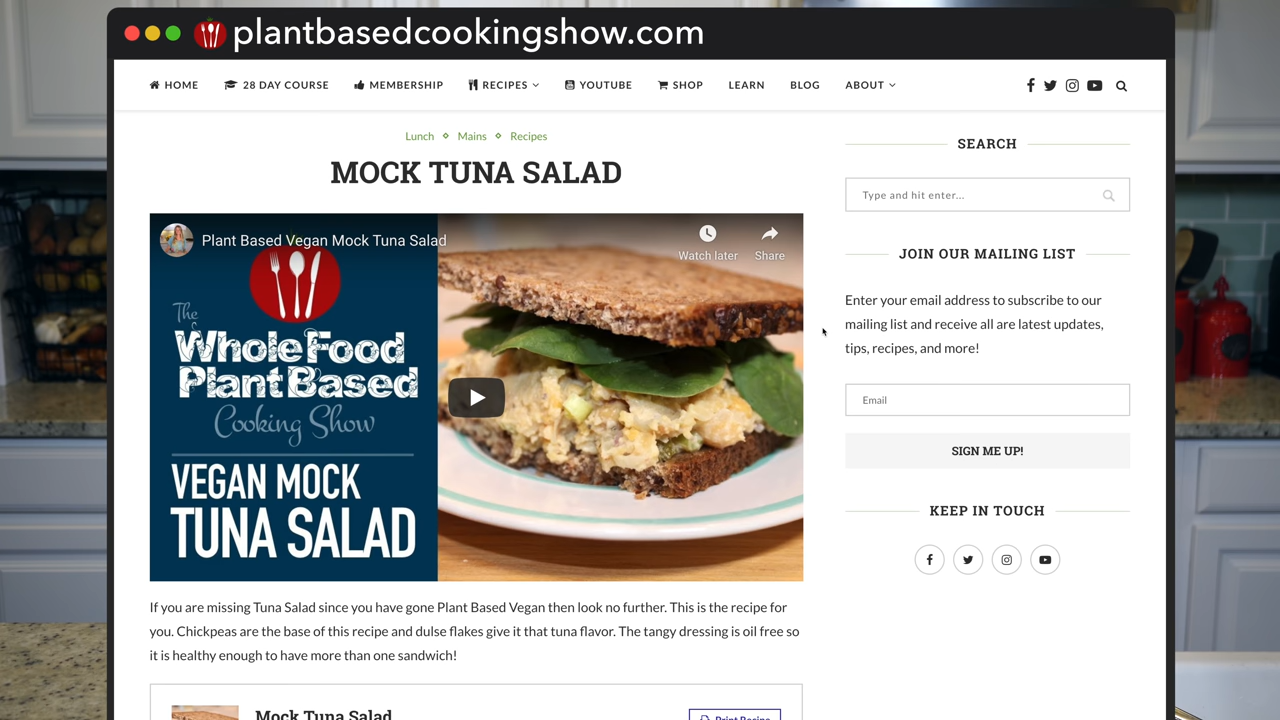 plantbasedcookingshow.com
HOME 28 DAY COURSE MEMBERSHIP RECIPES YOUTUBE SHOP LEARN BLOG ABOUT
Lunch Mains Recipes
MOCK TUNA SALAD
Plant Based Vegan Mock Tuna Salad
Watch later Share
The
Whole Food
Plant Based
Cooking Show
VEGAN MOCK
TUNA SALAD
If you are missing Tuna Salad since you have gone Plant Based Vegan then look no further. This is the recipe for
you. Chickpeas are the base of this recipe and dulse flakes give it that tuna flavor. The tangy dressing is oil free so
it is healthy enough to have more than one sandwich!
Mock Tuna Salad
Print Recipe
SEARCH
Type and hit enter...
JOIN OUR MAILING LIST
Enter your email address to subscribe to our
mailing list and receive all are latest updates,
tips, recipes, and more!
Email
SIGN ME UP!
KEEP IN TOUCH